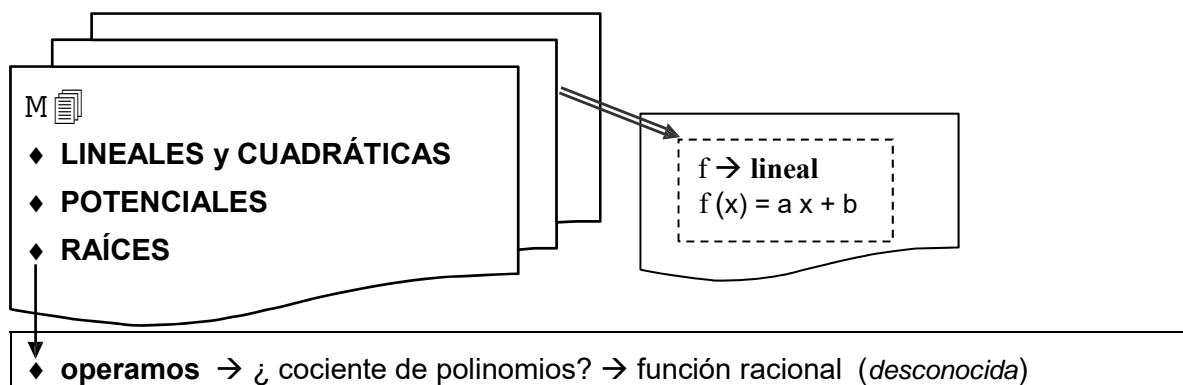 M
♦ LINEALES y CUADRÁTICAS
♦ POTENCIALES
♦ RAÍCES
f → lineal
f (x) = a x + b
♦ operamos → ¿ cociente de polinomios? → función racional (desconocida)